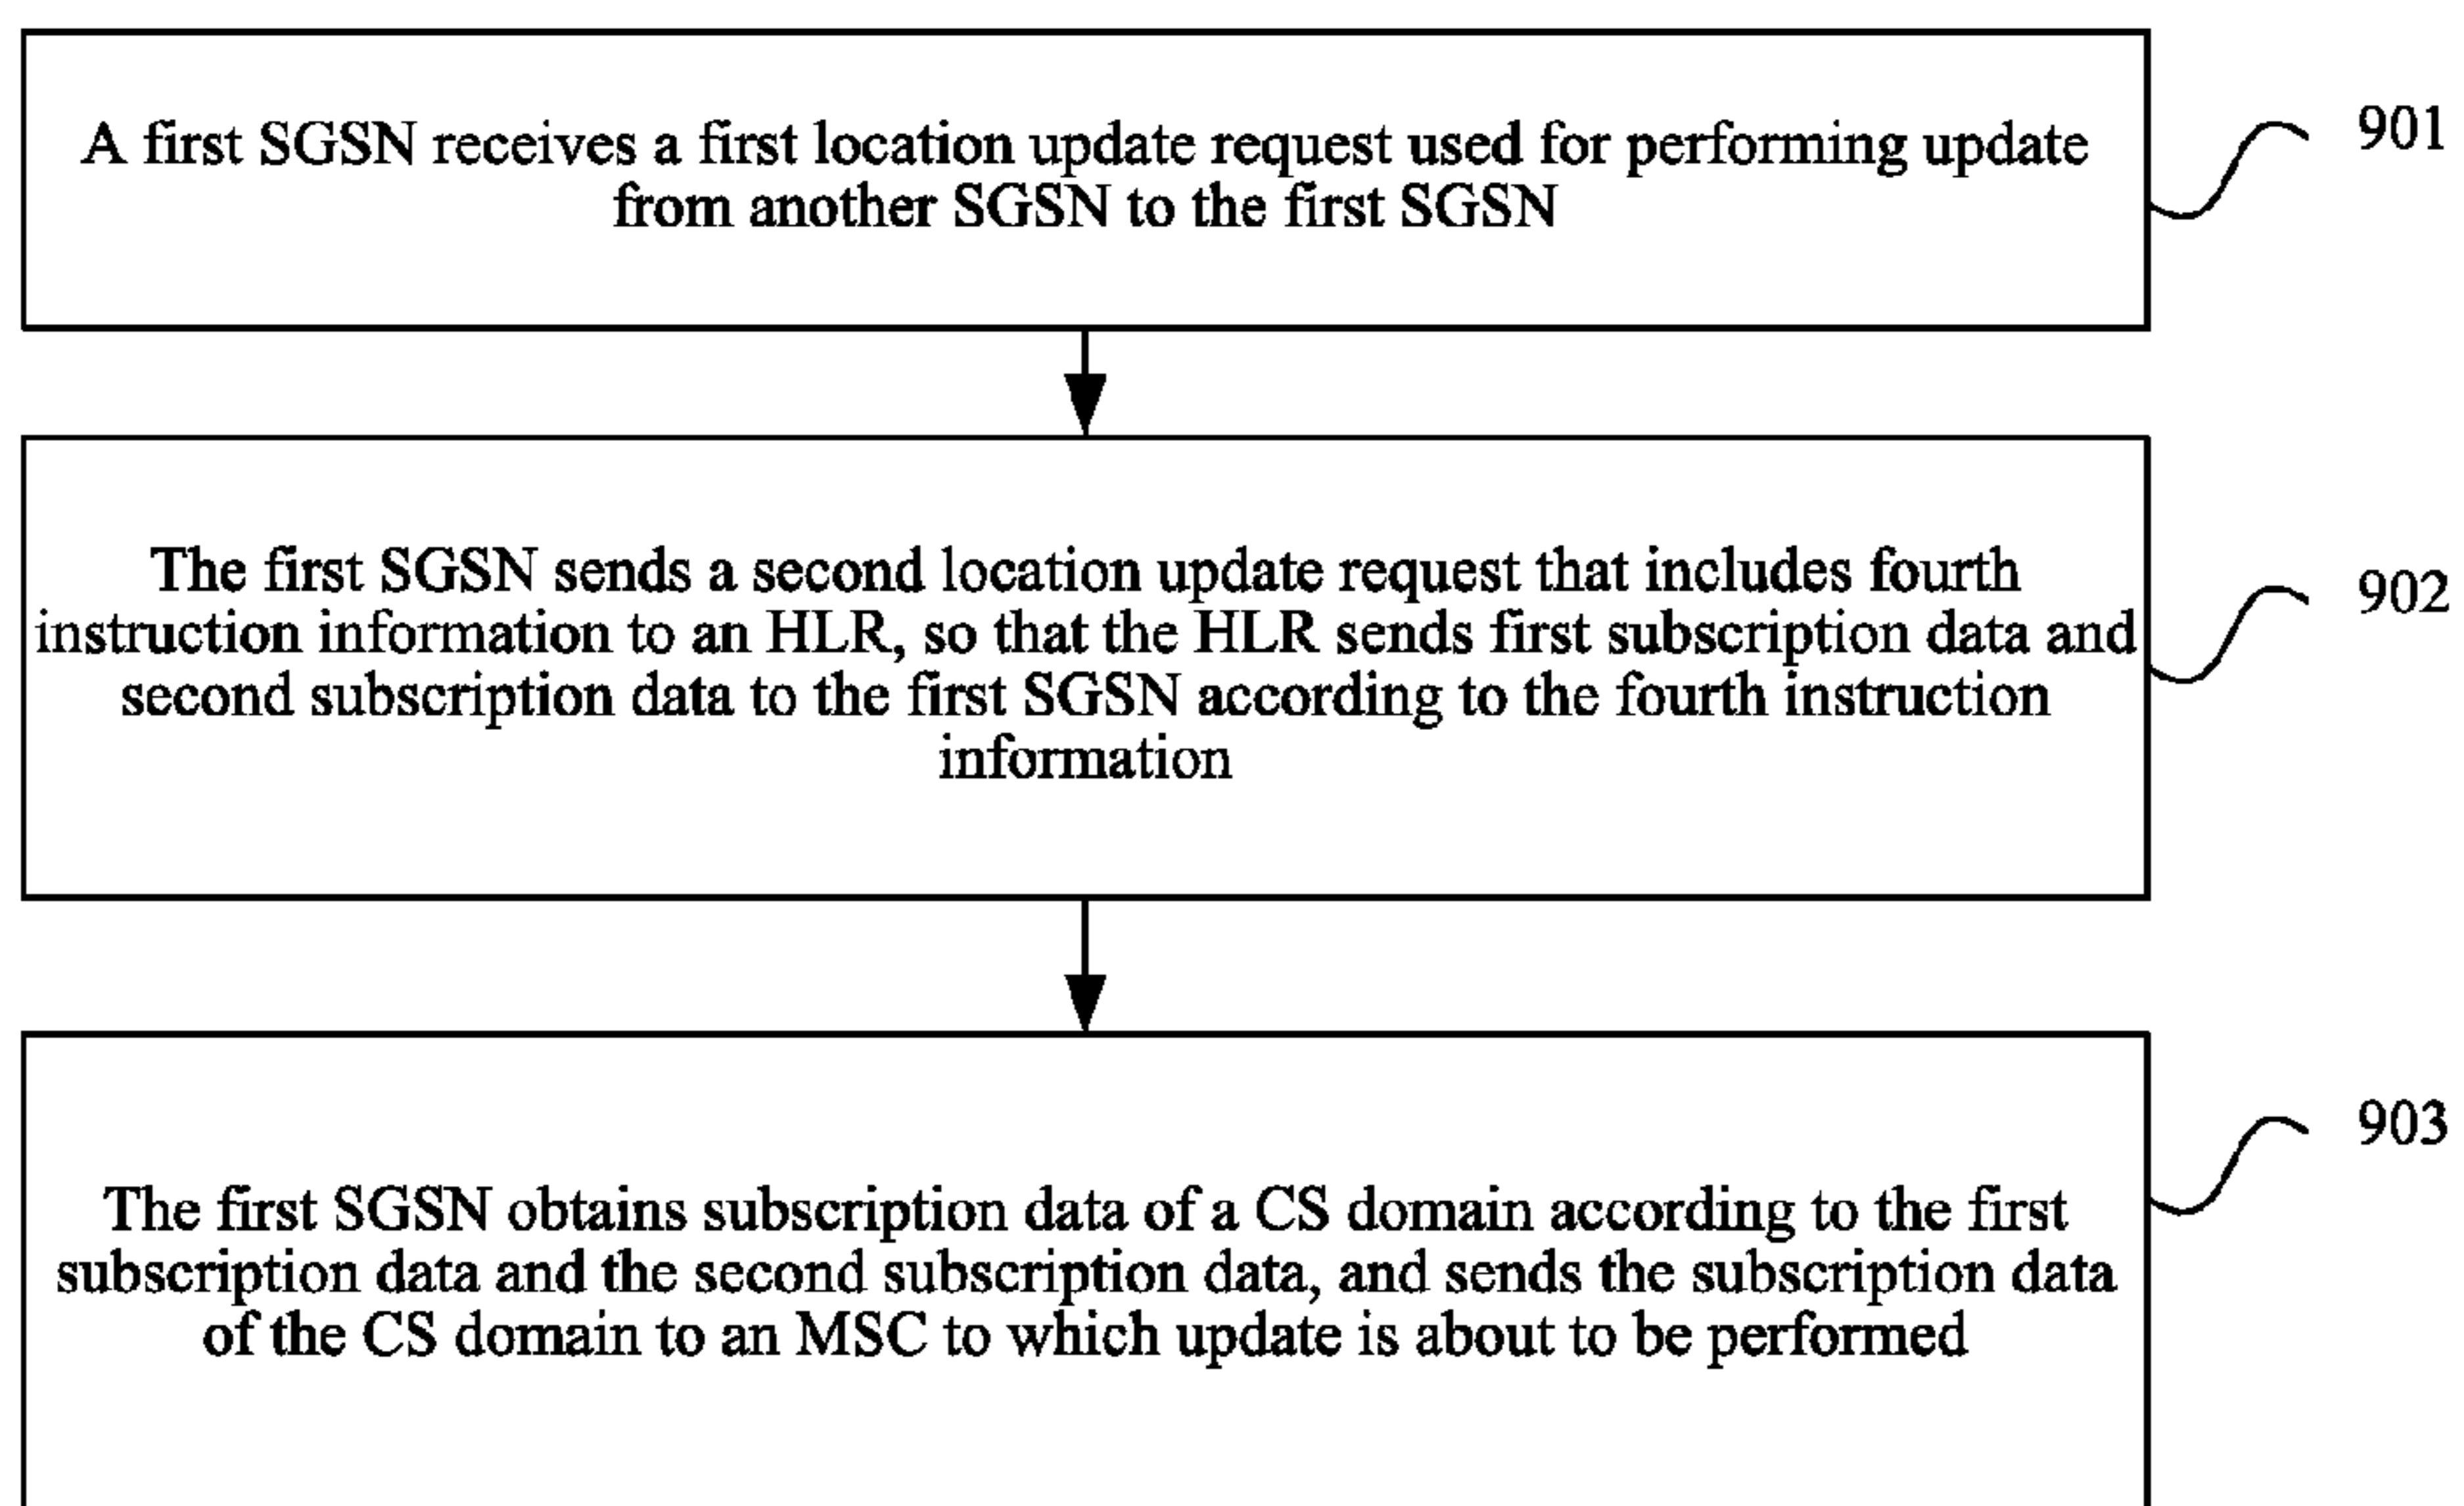 A first SGSN receives a first location update request used for performing update
from another SGSN to the first SGSN
901
The first SGSN sends a second location update request that includes fourth
instruction information to an HLR, so that the HLR sends first subscription data and
second subscription data to the first SGSN according to the fourth instruction
information
902
The first SGSN obtains subscription data of a CS domain according to the first
subscription data and the second subscription data, and sends the subscription data
of the CS domain to an MSC to which update is about to be performed
903